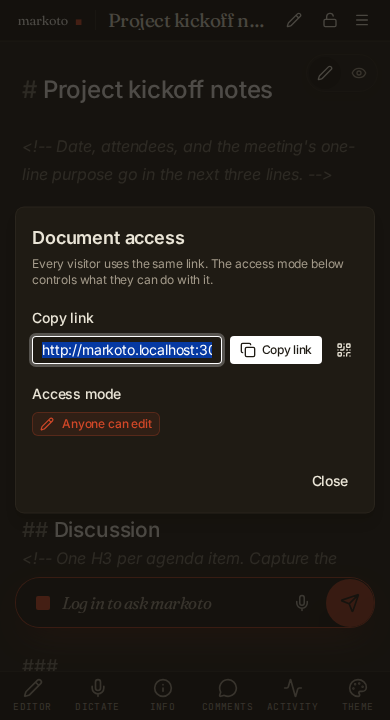 markoto
Project kickoff n...
# Project kickoff notes
<!-- Date, attendees, and the meeting's one-
line purpose go in the next three lines. -->
Document access
Every visitor uses the same link. The access mode below
controls what they can do with it.
Copy link
http://markoto.localhost:30
Copy link
Access mode
Anyone can edit
Close
## Discussion
<!-- One H3 per agenda item. Capture the
Log in to ask markoto
###
EDITOR
DICTATE
INFO
COMMENTS
ACTIVITY
THEME